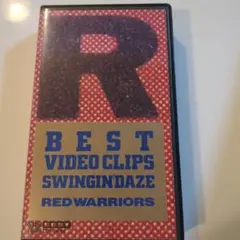 R
BEST
VIDEO CLIPS
SWINGIN'DAZE
RED WARRIORS